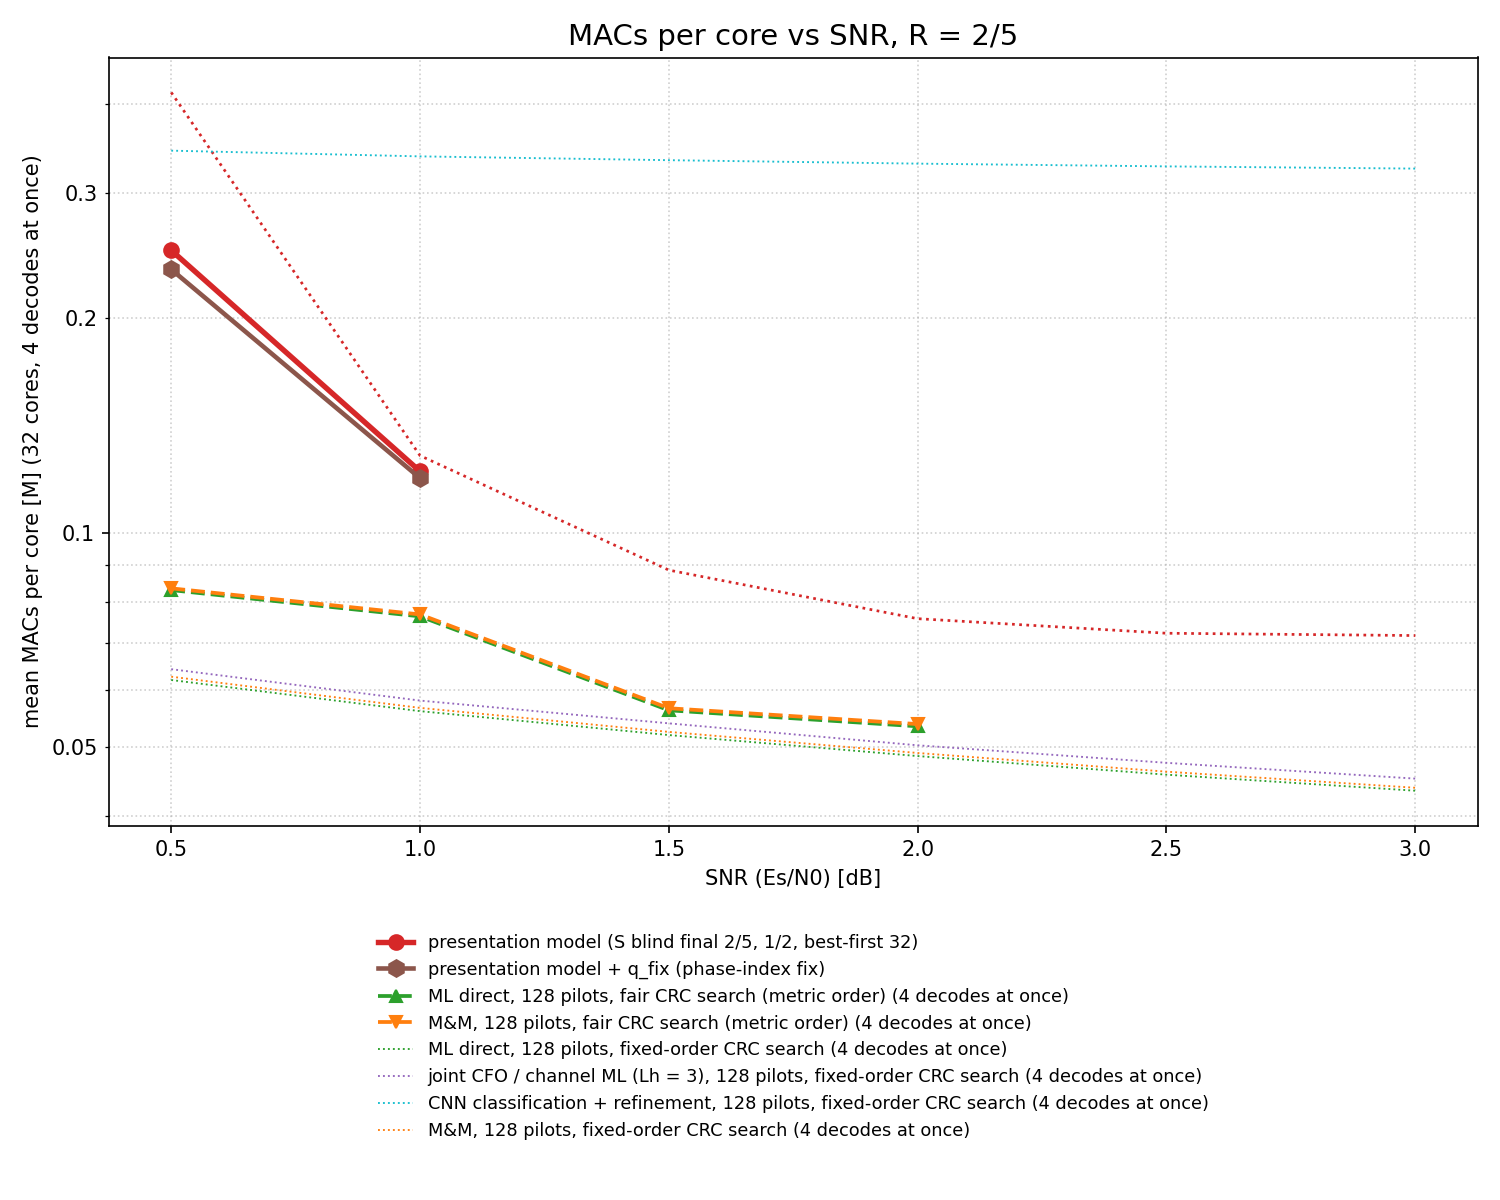 MACs per core vs SNR, R = 2/5
mean MACs per core [M] (32 cores, 4 decodes at once)
0.3
0.2
0.1
0.05
0.5 1.0 1.5 2.0 2.5 3.0
SNR (Es/N0) [dB]
presentation model (S blind final 2/5, 1/2, best-first 32)
presentation model + q_fix (phase-index fix)
ML direct, 128 pilots, fair CRC search (metric order) (4 decodes at once)
M&M, 128 pilots, fair CRC search (metric order) (4 decodes at once)
ML direct, 128 pilots, fixed-order CRC search (4 decodes at once)
joint CFO / channel ML (Lh = 3), 128 pilots, fixed-order CRC search (4 decodes at once)
CNN classification + refinement, 128 pilots, fixed-order CRC search (4 decodes at once)
M&M, 128 pilots, fixed-order CRC search (4 decodes at once)